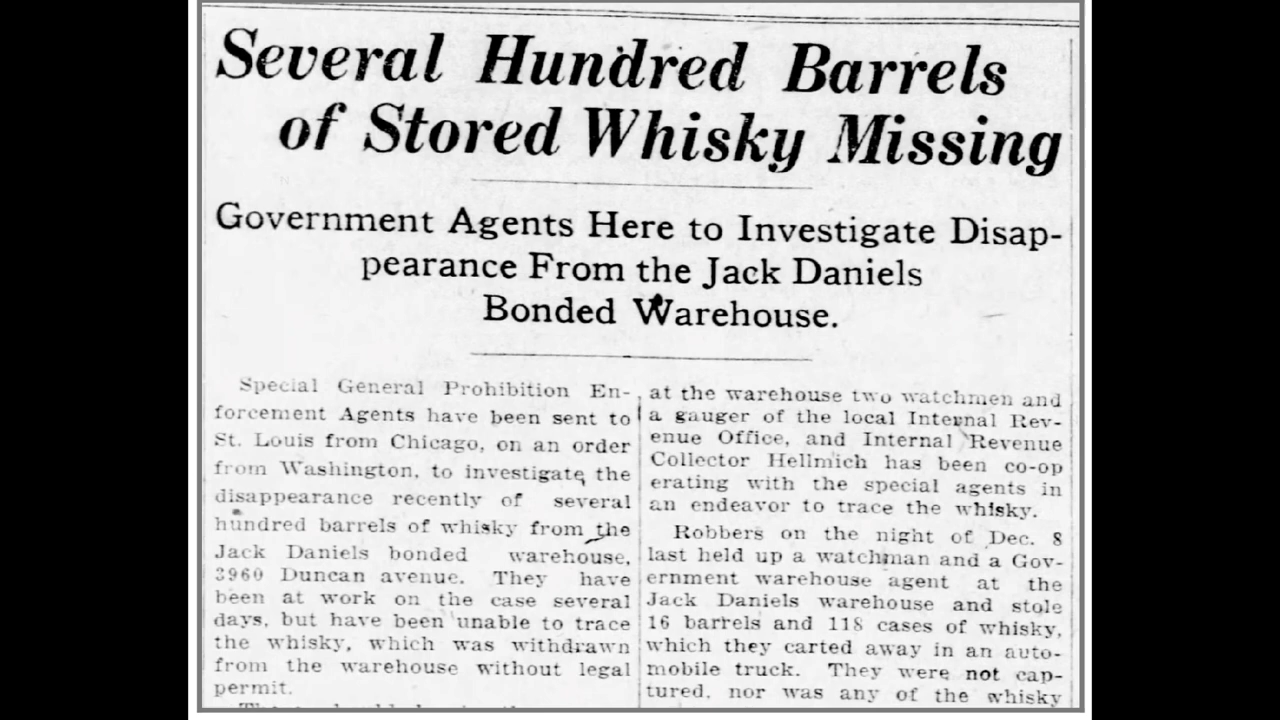 Several Hundred Barrels
of Stored Whisky Missing
Government Agents Here to Investigate Disap-
pearance From the Jack Daniels
Bonded Warehouse.
Special General Prohibition En-
forcement Agents have been sent to
St. Louis from Chicago, on an order
from Washington, to investigate the
disappearance recently of several
hundred barrels of whisky from the
Jack Daniels bonded warehouse,
3960 Duncan avenue. They have
been at work on the case several
days, but have been unable to trace
the whisky, which was withdrawn
from the warehouse without legal
permit.
at the warehouse two watchmen and
a gauger of the local Internal Rev-
enue Office, and Internal Revenue
Collector Hellmich has been co-op
erating with the special agents in
an endeavor to trace the whisky.
Robbers on the night of Dec. 8
last held up a watchman and a Gov-
ernment warehouse agent at the
Jack Daniels warehouse and stole
16 barrels and 118 cases of whisky,
which they carted away in an auto-
mobile truck. They were not cap-
tured, nor was any of the whisky